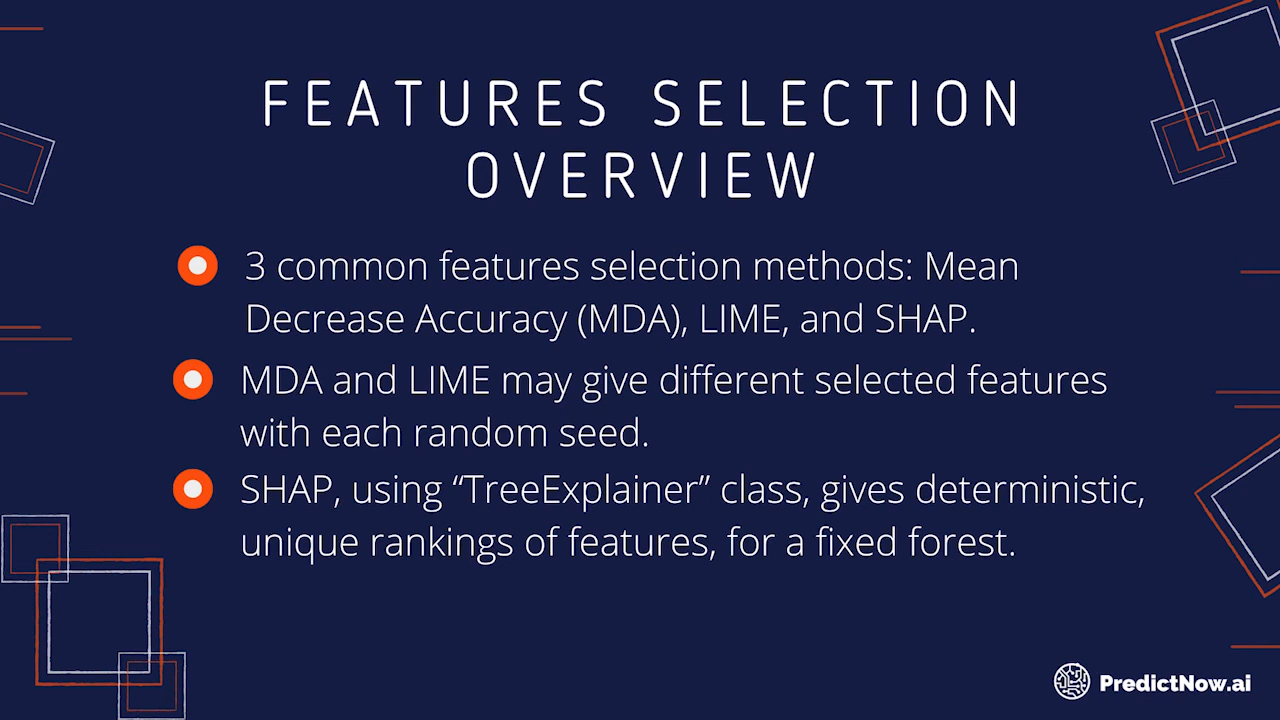 FEATURES SELECTION
OVERVIEW
3 common features selection methods: Mean
Decrease Accuracy (MDA), LIME, and SHAP.
MDA and LIME may give different selected features
with each random seed.
SHAP, using “TreeExplainer” class, gives deterministic,
unique rankings of features, for a fixed forest.
PredictNow.ai